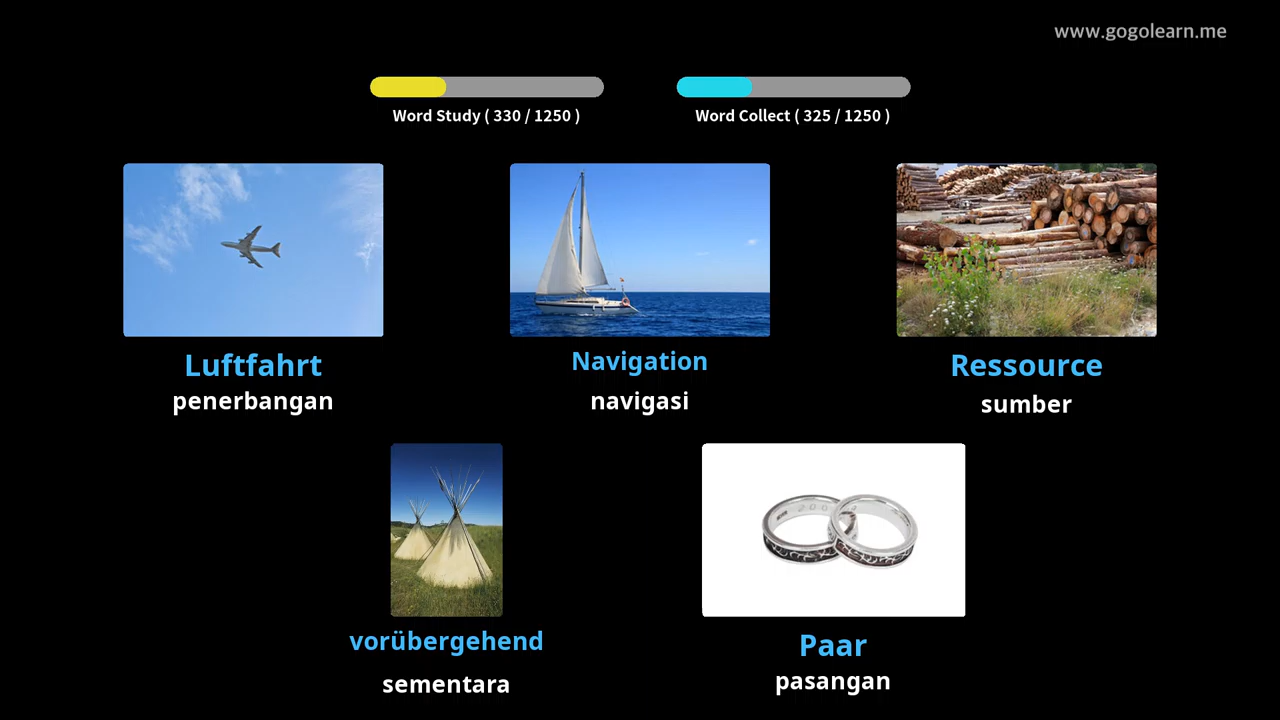 www.gogolearn.me
Word Study ( 330 / 1250 )
Word Collect ( 325 / 1250 )
Luftfahrt
penerbangan
Navigation
navigasi
Ressource
sumber
vorübergehend
sementara
Paar
pasangan